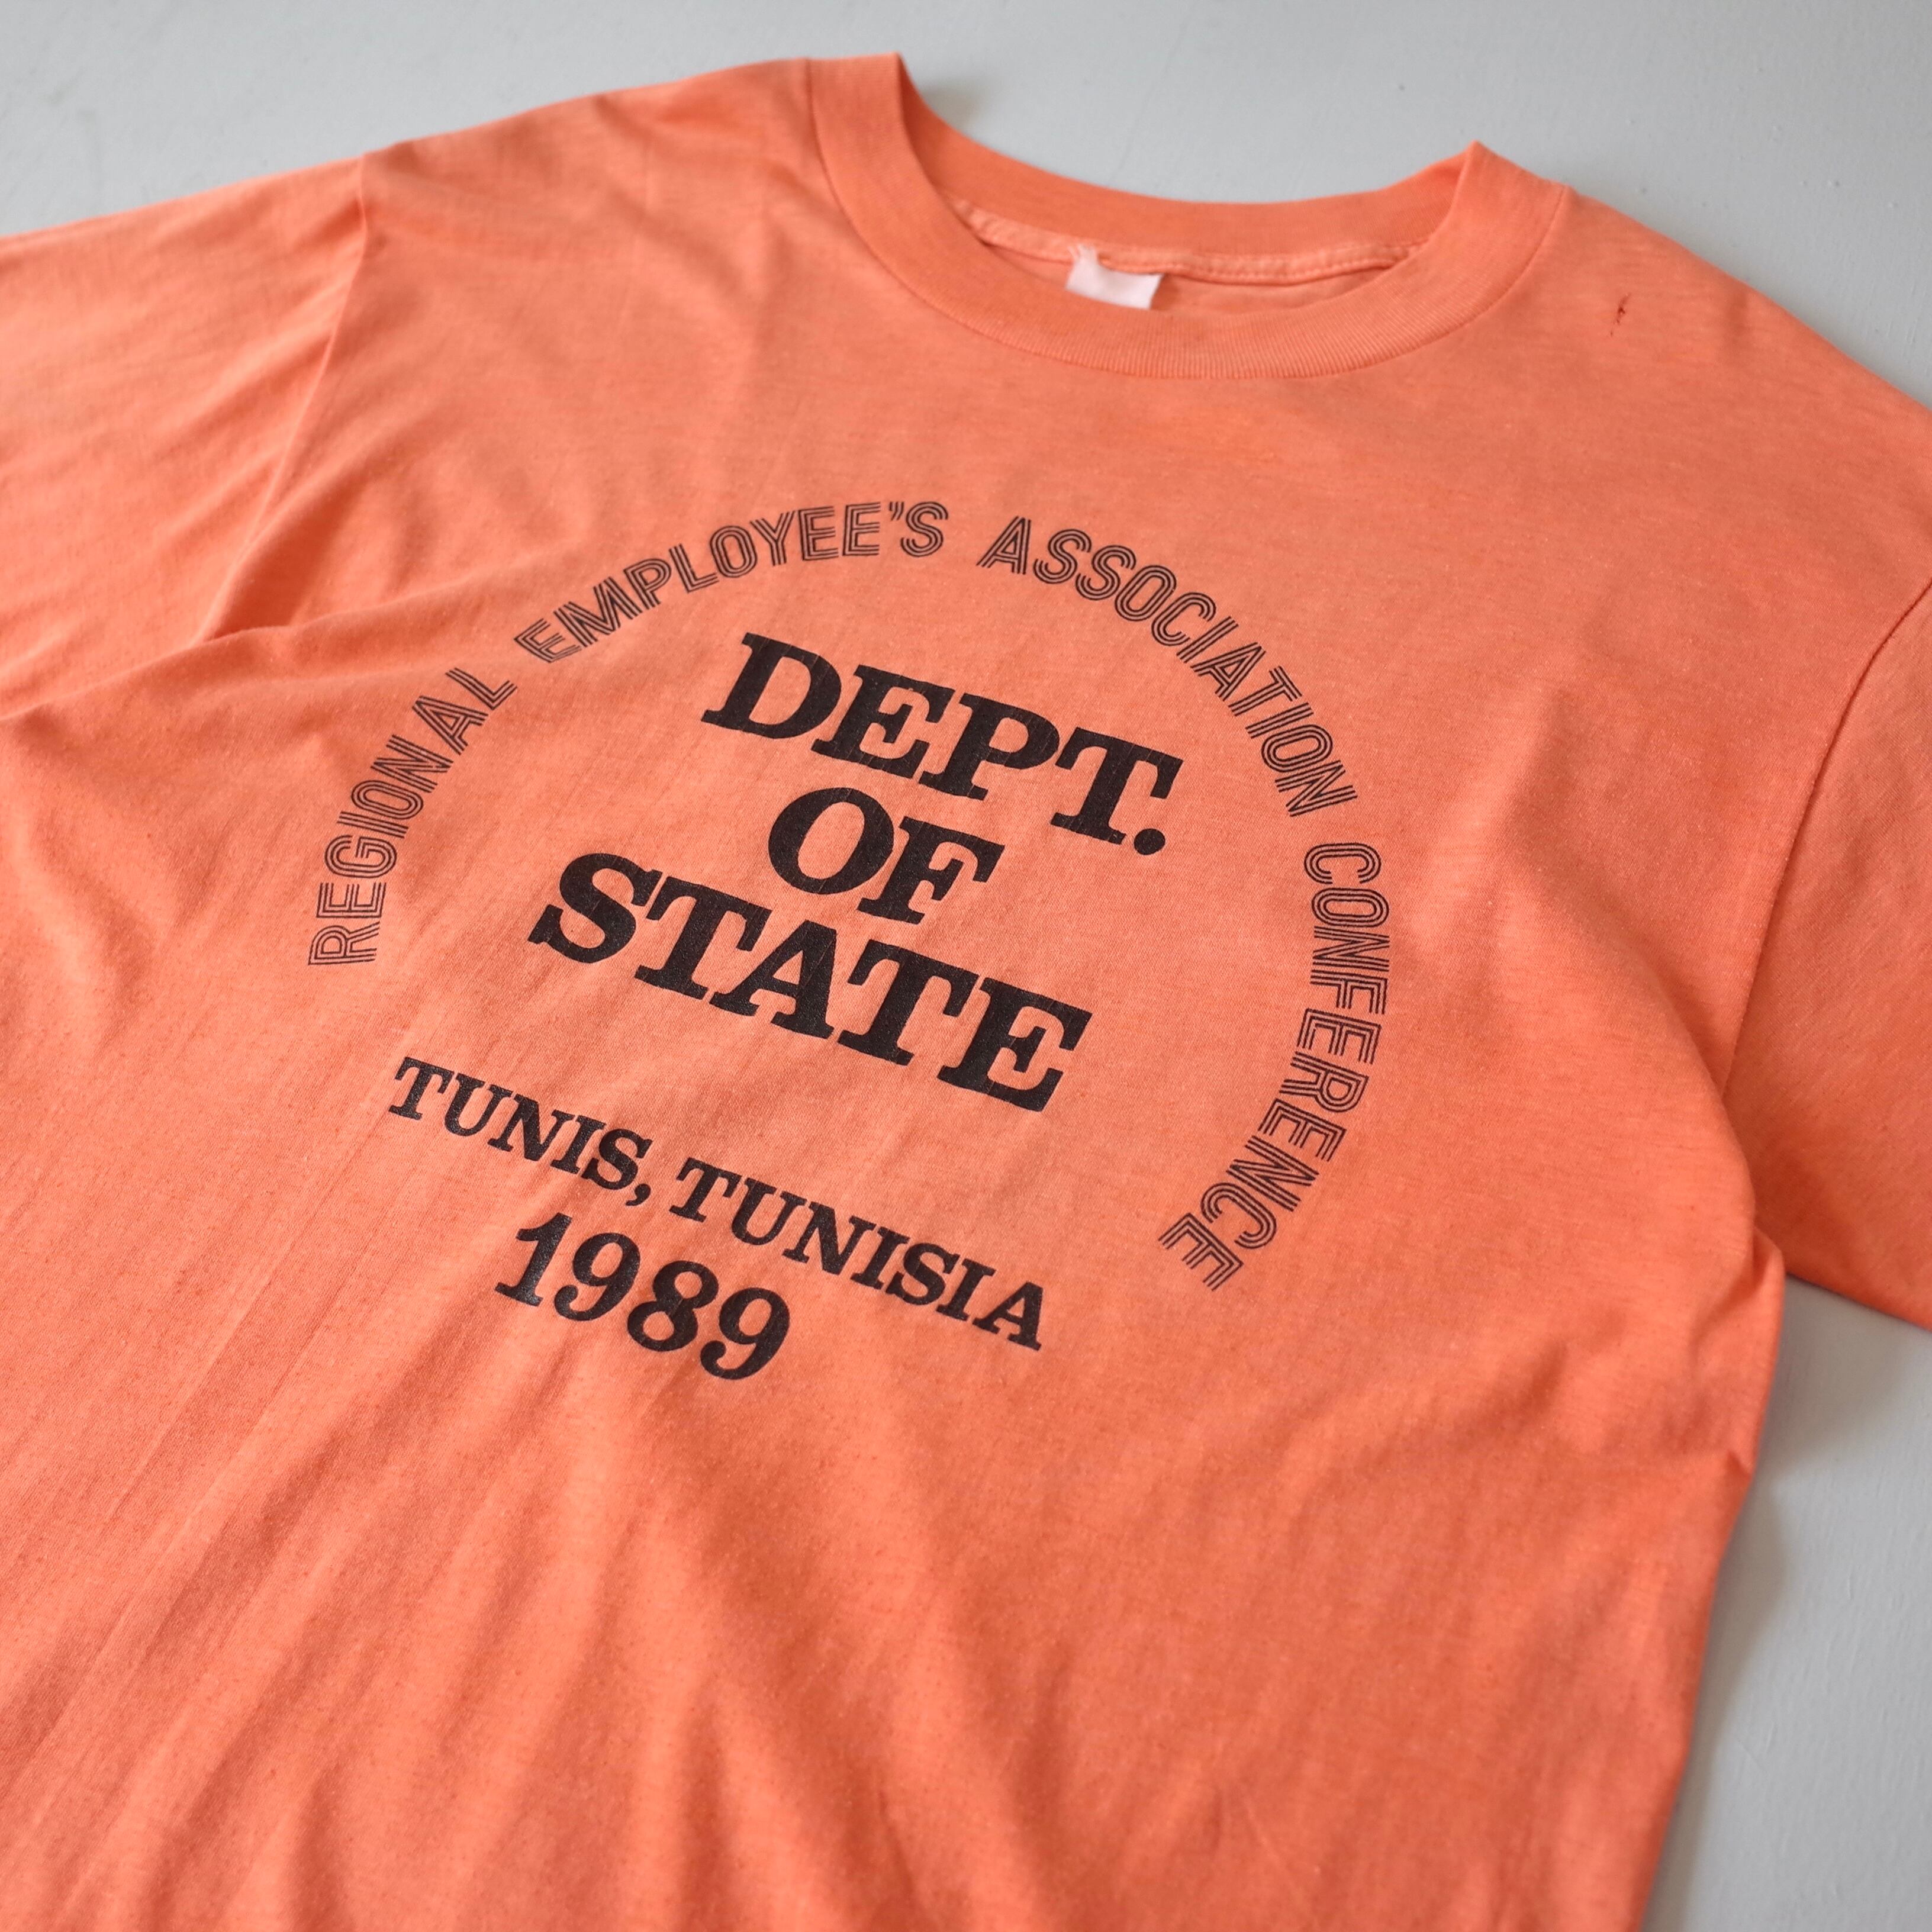 REGIONAL EMPLOYEE'S ASSOCIATION CONFERENCE
DEPT.
OF
STATE
TUNIS, TUNISIA
1989